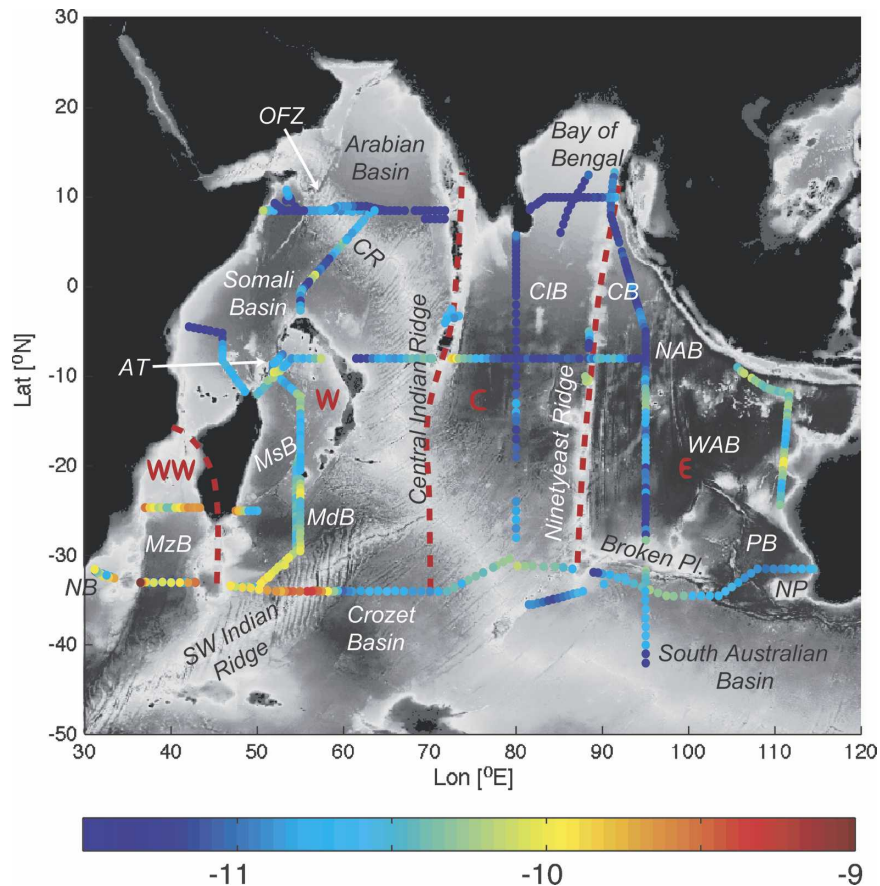 30
20
10
0
-10
-20
-30
-40
-50
Lat [⁰N]
OFZ
Arabian
Basin
Bay of
Bengal
CR
Somali
Basin
CIB
CB
NAB
AT
W
C
Central Indian Ridge
Ninetyeast Ridge
WAB
E
WW
MsB
MzB
MdB
Broken Pl.
PB
NB
NP
SW Indian
Ridge
Crozet
Basin
South Australian
Basin
30 40 50 60 70 80 90 100 110 120
Lon [⁰E]
-11 -10 -9